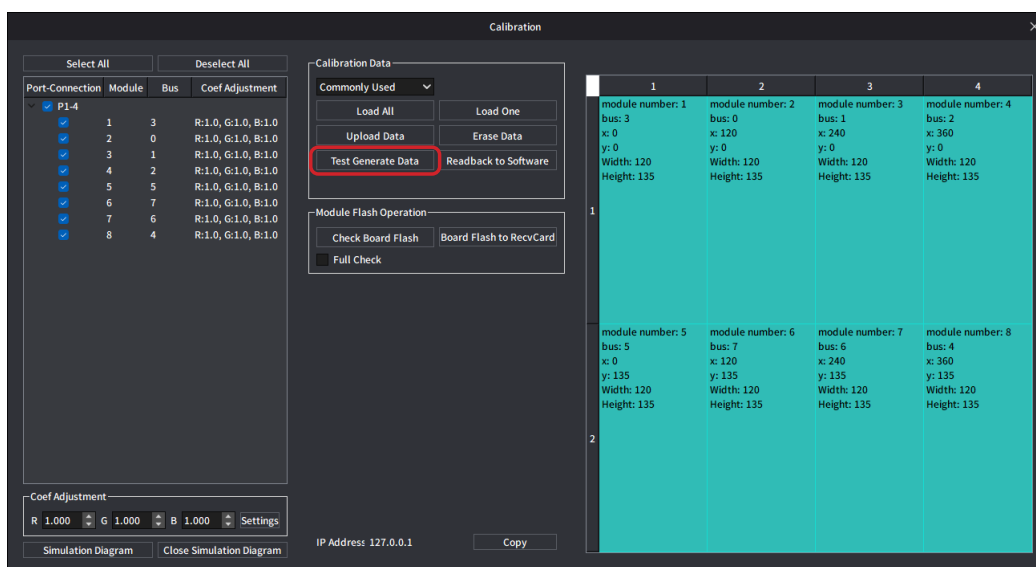 Calibration
Select All
Deselect All
Port-Connection Module Bus Coef Adjustment
P1-4
1 3 R:1.0, G:1.0, B:1.0
2 0 R:1.0, G:1.0, B:1.0
3 1 R:1.0, G:1.0, B:1.0
4 2 R:1.0, G:1.0, B:1.0
5 5 R:1.0, G:1.0, B:1.0
6 7 R:1.0, G:1.0, B:1.0
7 6 R:1.0, G:1.0, B:1.0
8 4 R:1.0, G:1.0, B:1.0
Coef Adjustment
R 1.000 G 1.000 B 1.000 Settings
Simulation Diagram
Close Simulation Diagram
Calibration Data
Commonly Used
Load All
Load One
Upload Data
Erase Data
Test Generate Data
Readback to Software
Module Flash Operation
Check Board Flash
Board Flash to RecvCard
Full Check
IP Address 127.0.0.1
Copy
1 2 3 4
1
module number: 1
bus: 3
x: 0
y: 0
Width: 120
Height: 135
module number: 2
bus: 0
x: 120
y: 0
Width: 120
Height: 135
module number: 3
bus: 1
x: 240
y: 0
Width: 120
Height: 135
module number: 4
bus: 2
x: 360
y: 0
Width: 120
Height: 135
2
module number: 5
bus: 5
x: 0
y: 135
Width: 120
Height: 135
module number: 6
bus: 7
x: 120
y: 135
Width: 120
Height: 135
module number: 7
bus: 6
x: 240
y: 135
Width: 120
Height: 135
module number: 8
bus: 4
x: 360
y: 135
Width: 120
Height: 135